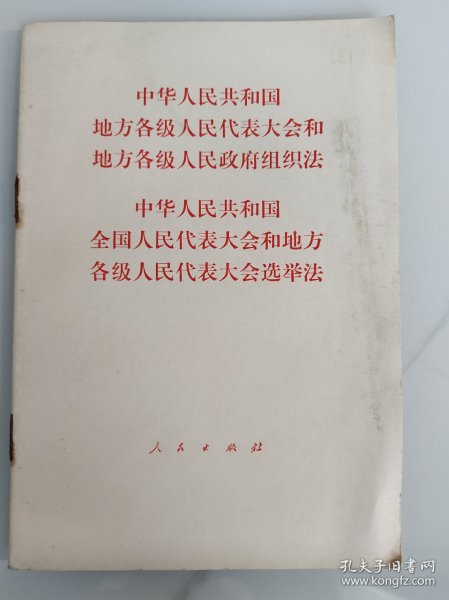 中华人民共和国
地方各级人民代表大会和
地方各级人民政府组织法
中华人民共和国
全国人民代表大会和地方
各级人民代表大会选举法
人民出版社
孔夫子旧书网
www.kongfz.com